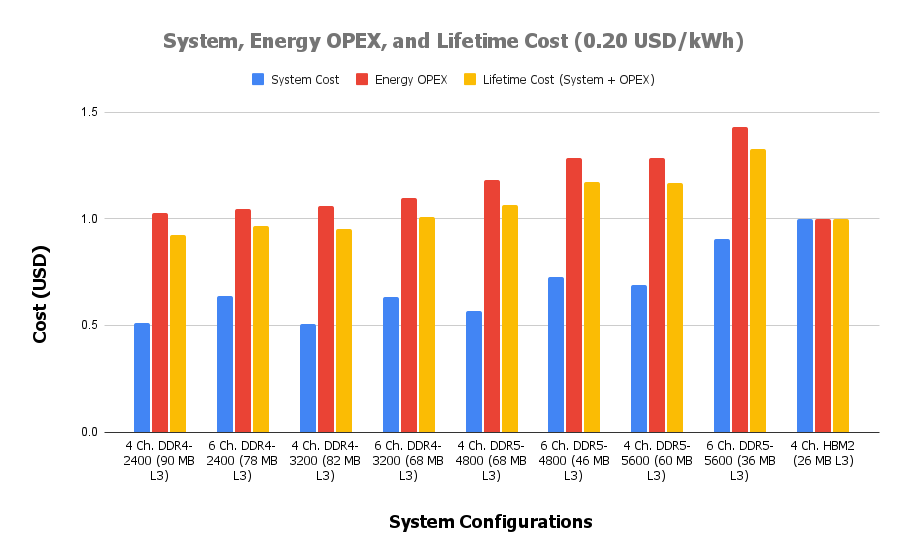 System, Energy OPEX, and Lifetime Cost (0.20 USD/kWh)
System Cost Energy OPEX Lifetime Cost (System + OPEX)
1.5
1.0
0.5
0.0
Cost (USD)
4 Ch. DDR4-
2400 (90 MB
L3)
6 Ch. DDR4-
2400 (78 MB
L3)
4 Ch. DDR4-
3200 (82 MB
L3)
6 Ch. DDR4-
3200 (68 MB
L3)
4 Ch. DDR5-
4800 (68 MB
L3)
6 Ch. DDR5-
4800 (46 MB
L3)
4 Ch. DDR5-
5600 (60 MB
L3)
6 Ch. DDR5-
5600 (36 MB
L3)
4 Ch. HBM2
(26 MB L3)
System Configurations